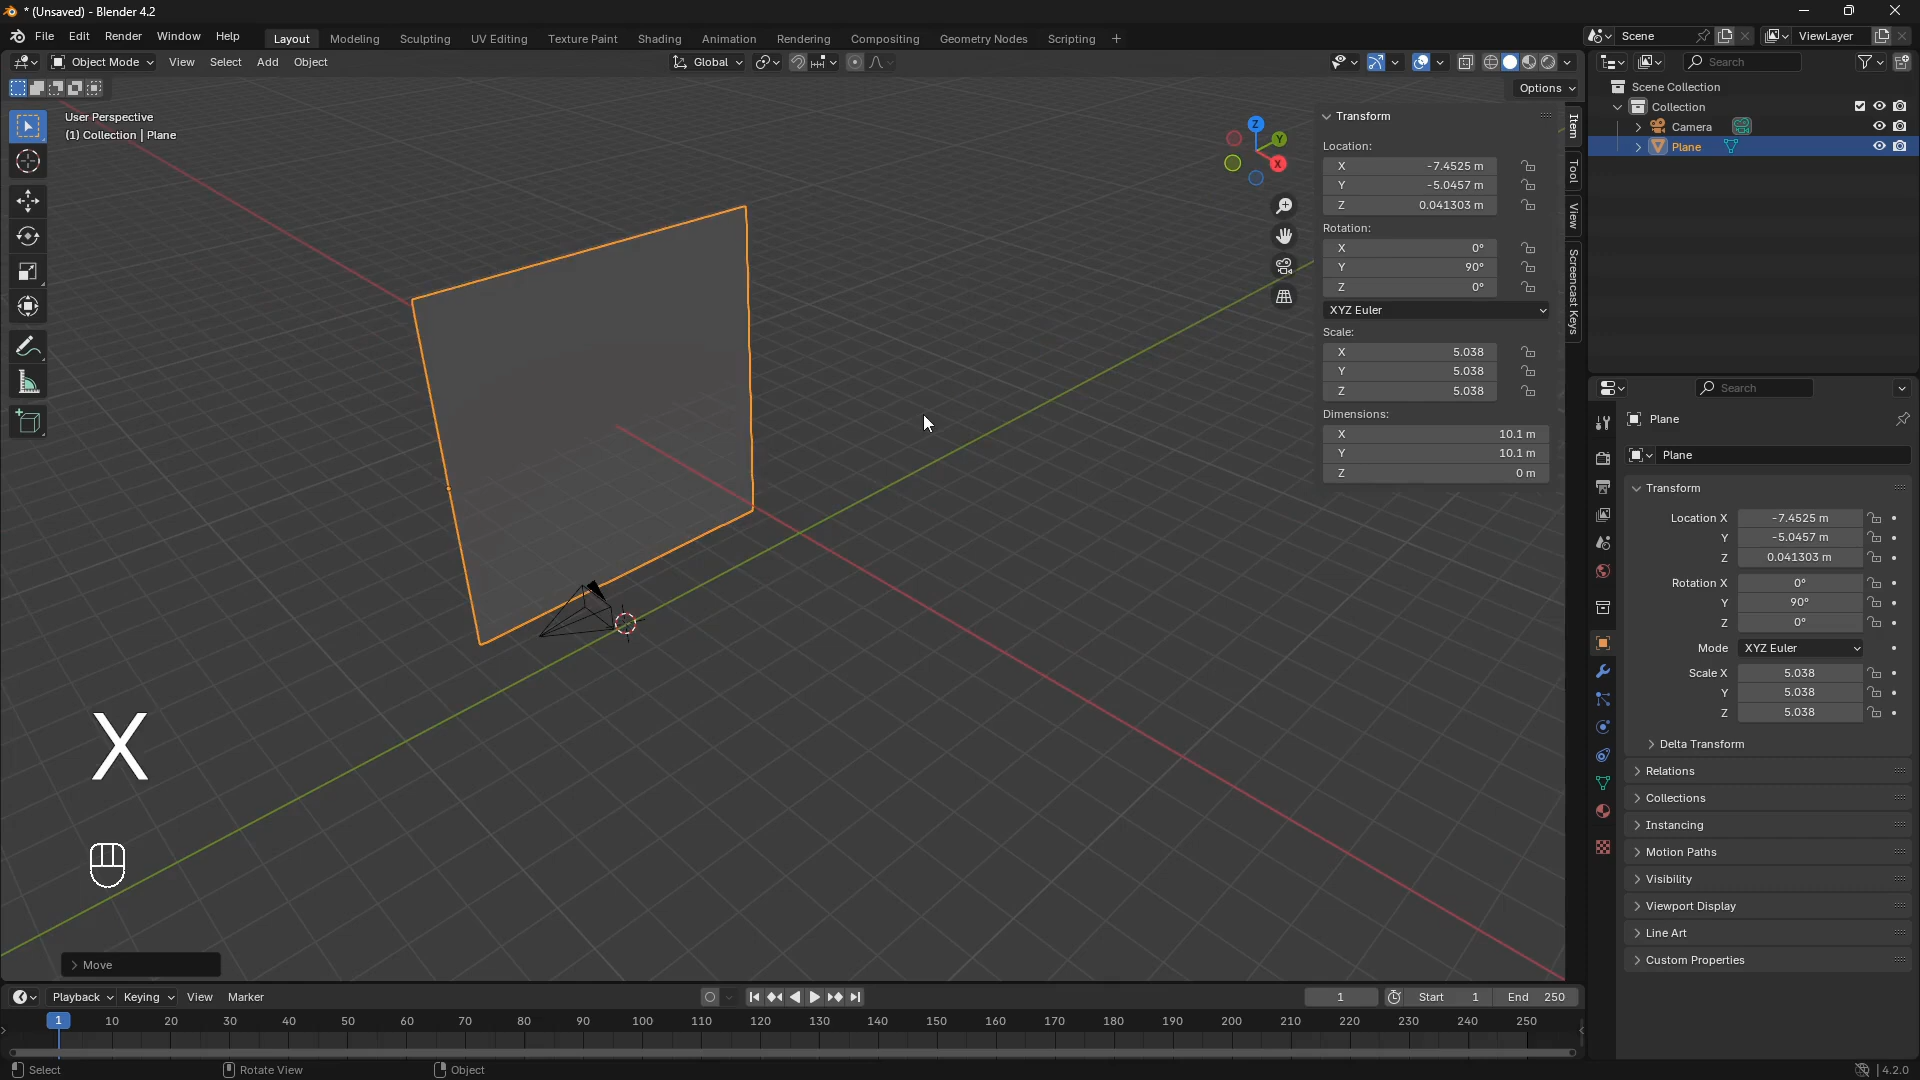 * (Unsaved) - Blender 4.2
File Edit Render Window Help Layout Modeling Sculpting UV Editing Texture Paint Shading Animation Rendering Compositing Geometry Nodes Scripting + Scene ViewLayer
Object Mode View Select Add Object Global Search
Options
User Perspective
(1) Collection | Plane
Z
Y
X
Transform
Location:
X -7.4525 m
Y -5.0457 m
Z 0.041303 m
Rotation:
X 0°
Y 90°
Z 0°
XYZ Euler
Scale:
X 5.038
Y 5.038
Z 5.038
Dimensions:
X 10.1 m
Y 10.1 m
Z 0 m
Item
Tool
View
Screencast Keys
Scene Collection
Collection
Camera
Plane
Search
Plane
Plane
Transform
Location X -7.4525 m
Y -5.0457 m
Z 0.041303 m
Rotation X 0°
Y 90°
Z 0°
Mode XYZ Euler
Scale X 5.038
Y 5.038
Z 5.038
Delta Transform
Relations
Collections
Instancing
Motion Paths
Visibility
Viewport Display
Line Art
Custom Properties
X
Move
Playback Keying View Marker 1 Start 1 End 250
1 10 20 30 40 50 60 70 80 90 100 110 120 130 140 150 160 170 180 190 200 210 220 230 240 250
Select Rotate View Object 4.2.0